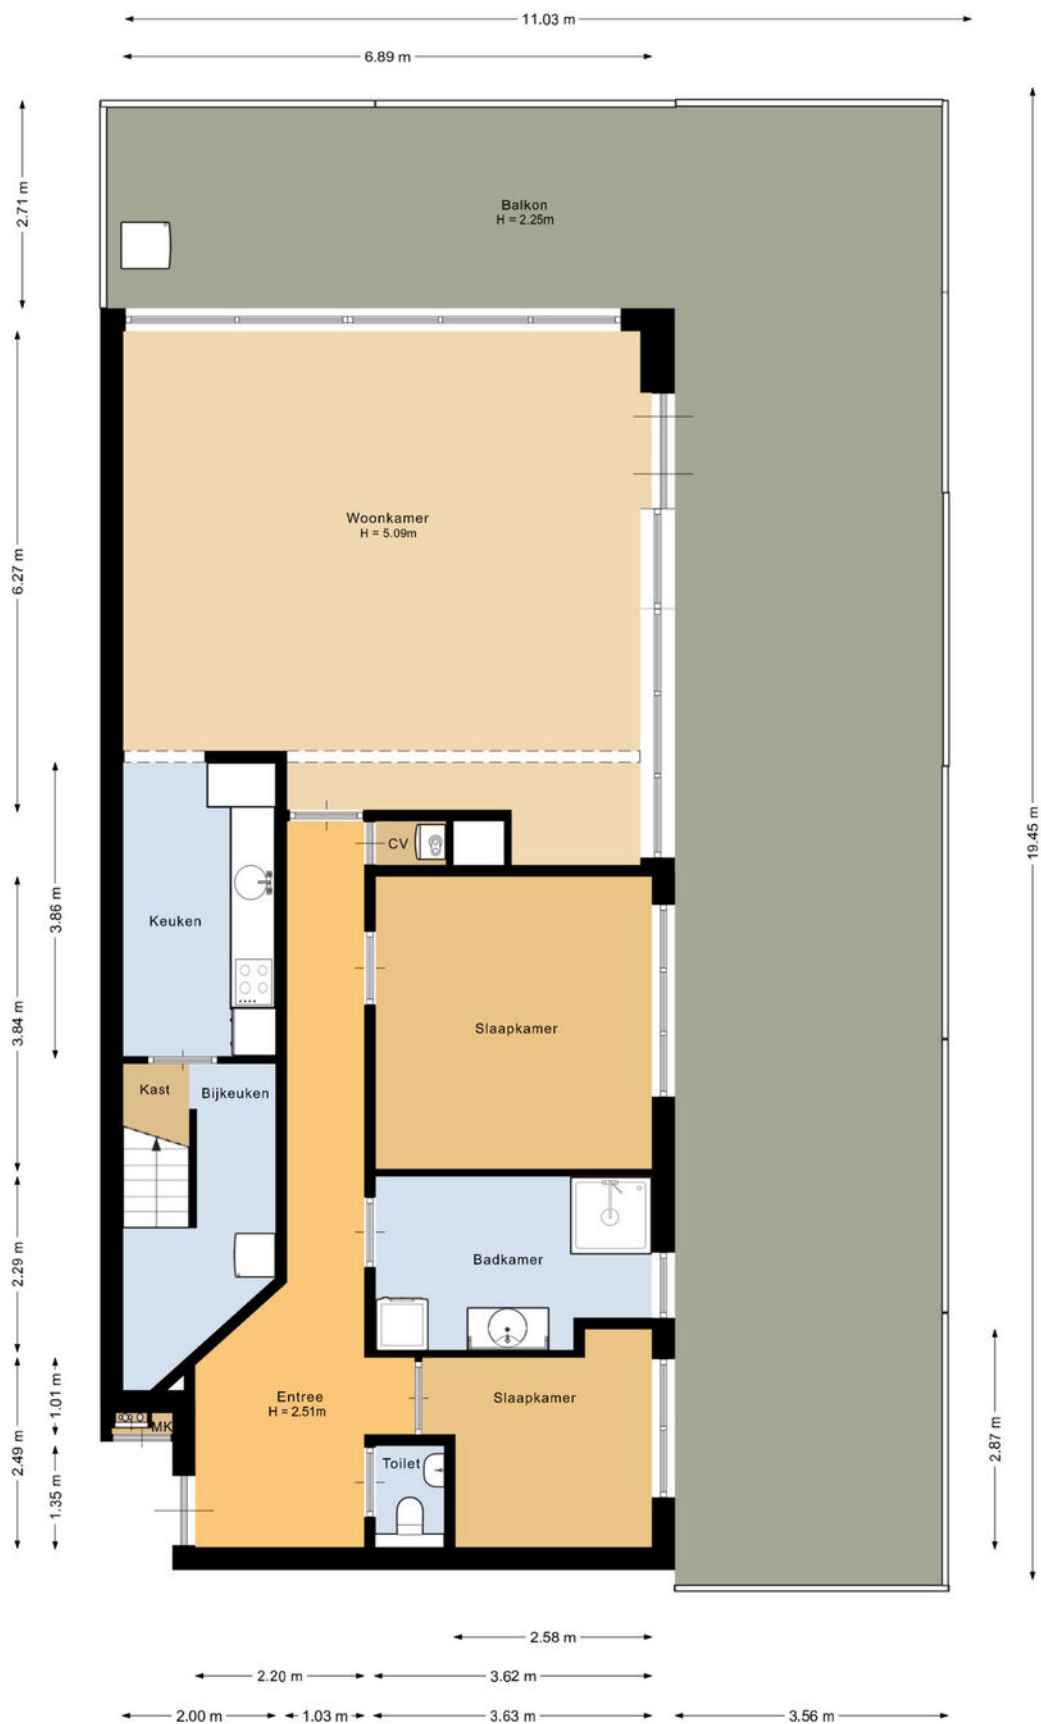 11.03 m
6.89 m
2.71 m
Balkon
H = 2.25m
Woonkamer
H = 5.09m
6.27 m
19.45 m
CV
3.86 m
Keuken
3.84 m
Slaapkamer
Kast
Bijkeuken
2.29 m
Badkamer
1.01 m
Entree
H = 2.51m
Slaapkamer
MK
2.49 m
2.87 m
Toilet
1.35 m
2.58 m
2.20 m
3.62 m
2.00 m
1.03 m
3.63 m
3.56 m